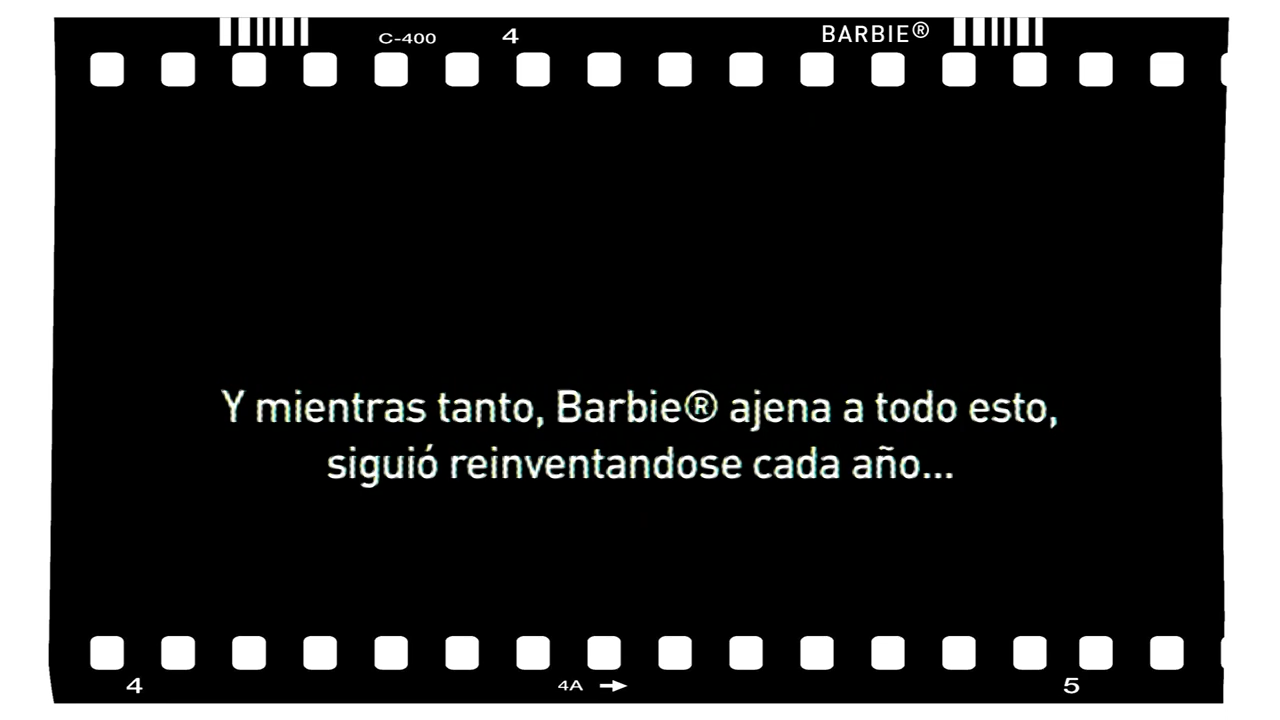 C-400 4 BARBIE®
Y mientras tanto, Barbie® ajena a todo esto,
siguió reinventandose cada año...
4 4A 5